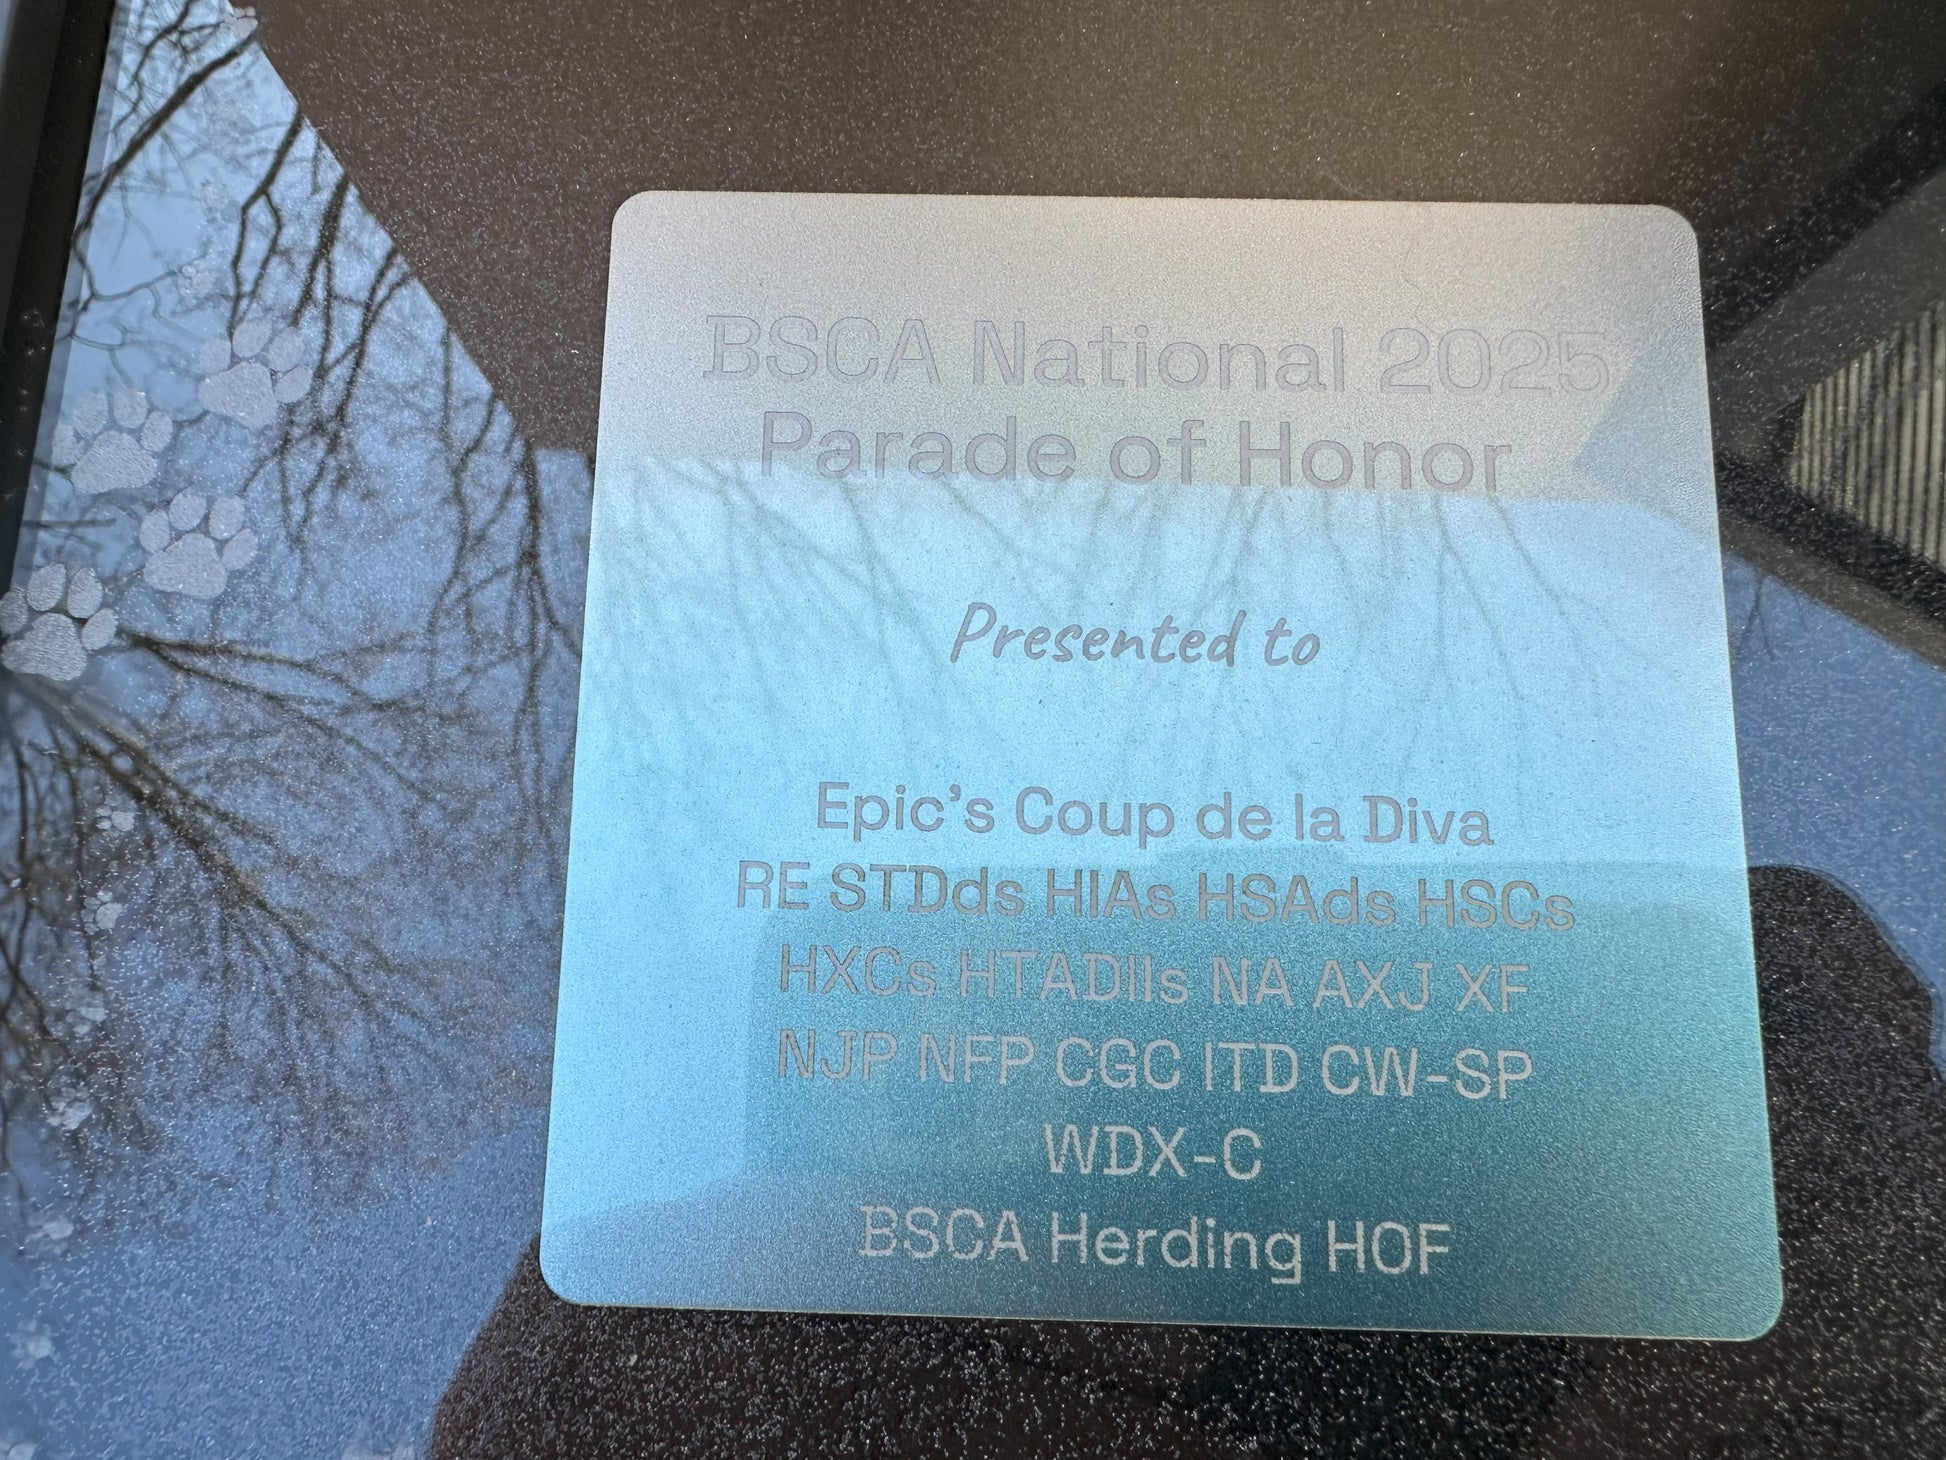 BSCA National 2025
Parade of Honor
Presented to
Epic's Coup de la Diva
RE STDds HIAs HSAds HSCs
HXCs HTADIIs NA AXJ XF
NJP NFP CGC ITD CW-SP
WDX-C
BSCA Herding HOF